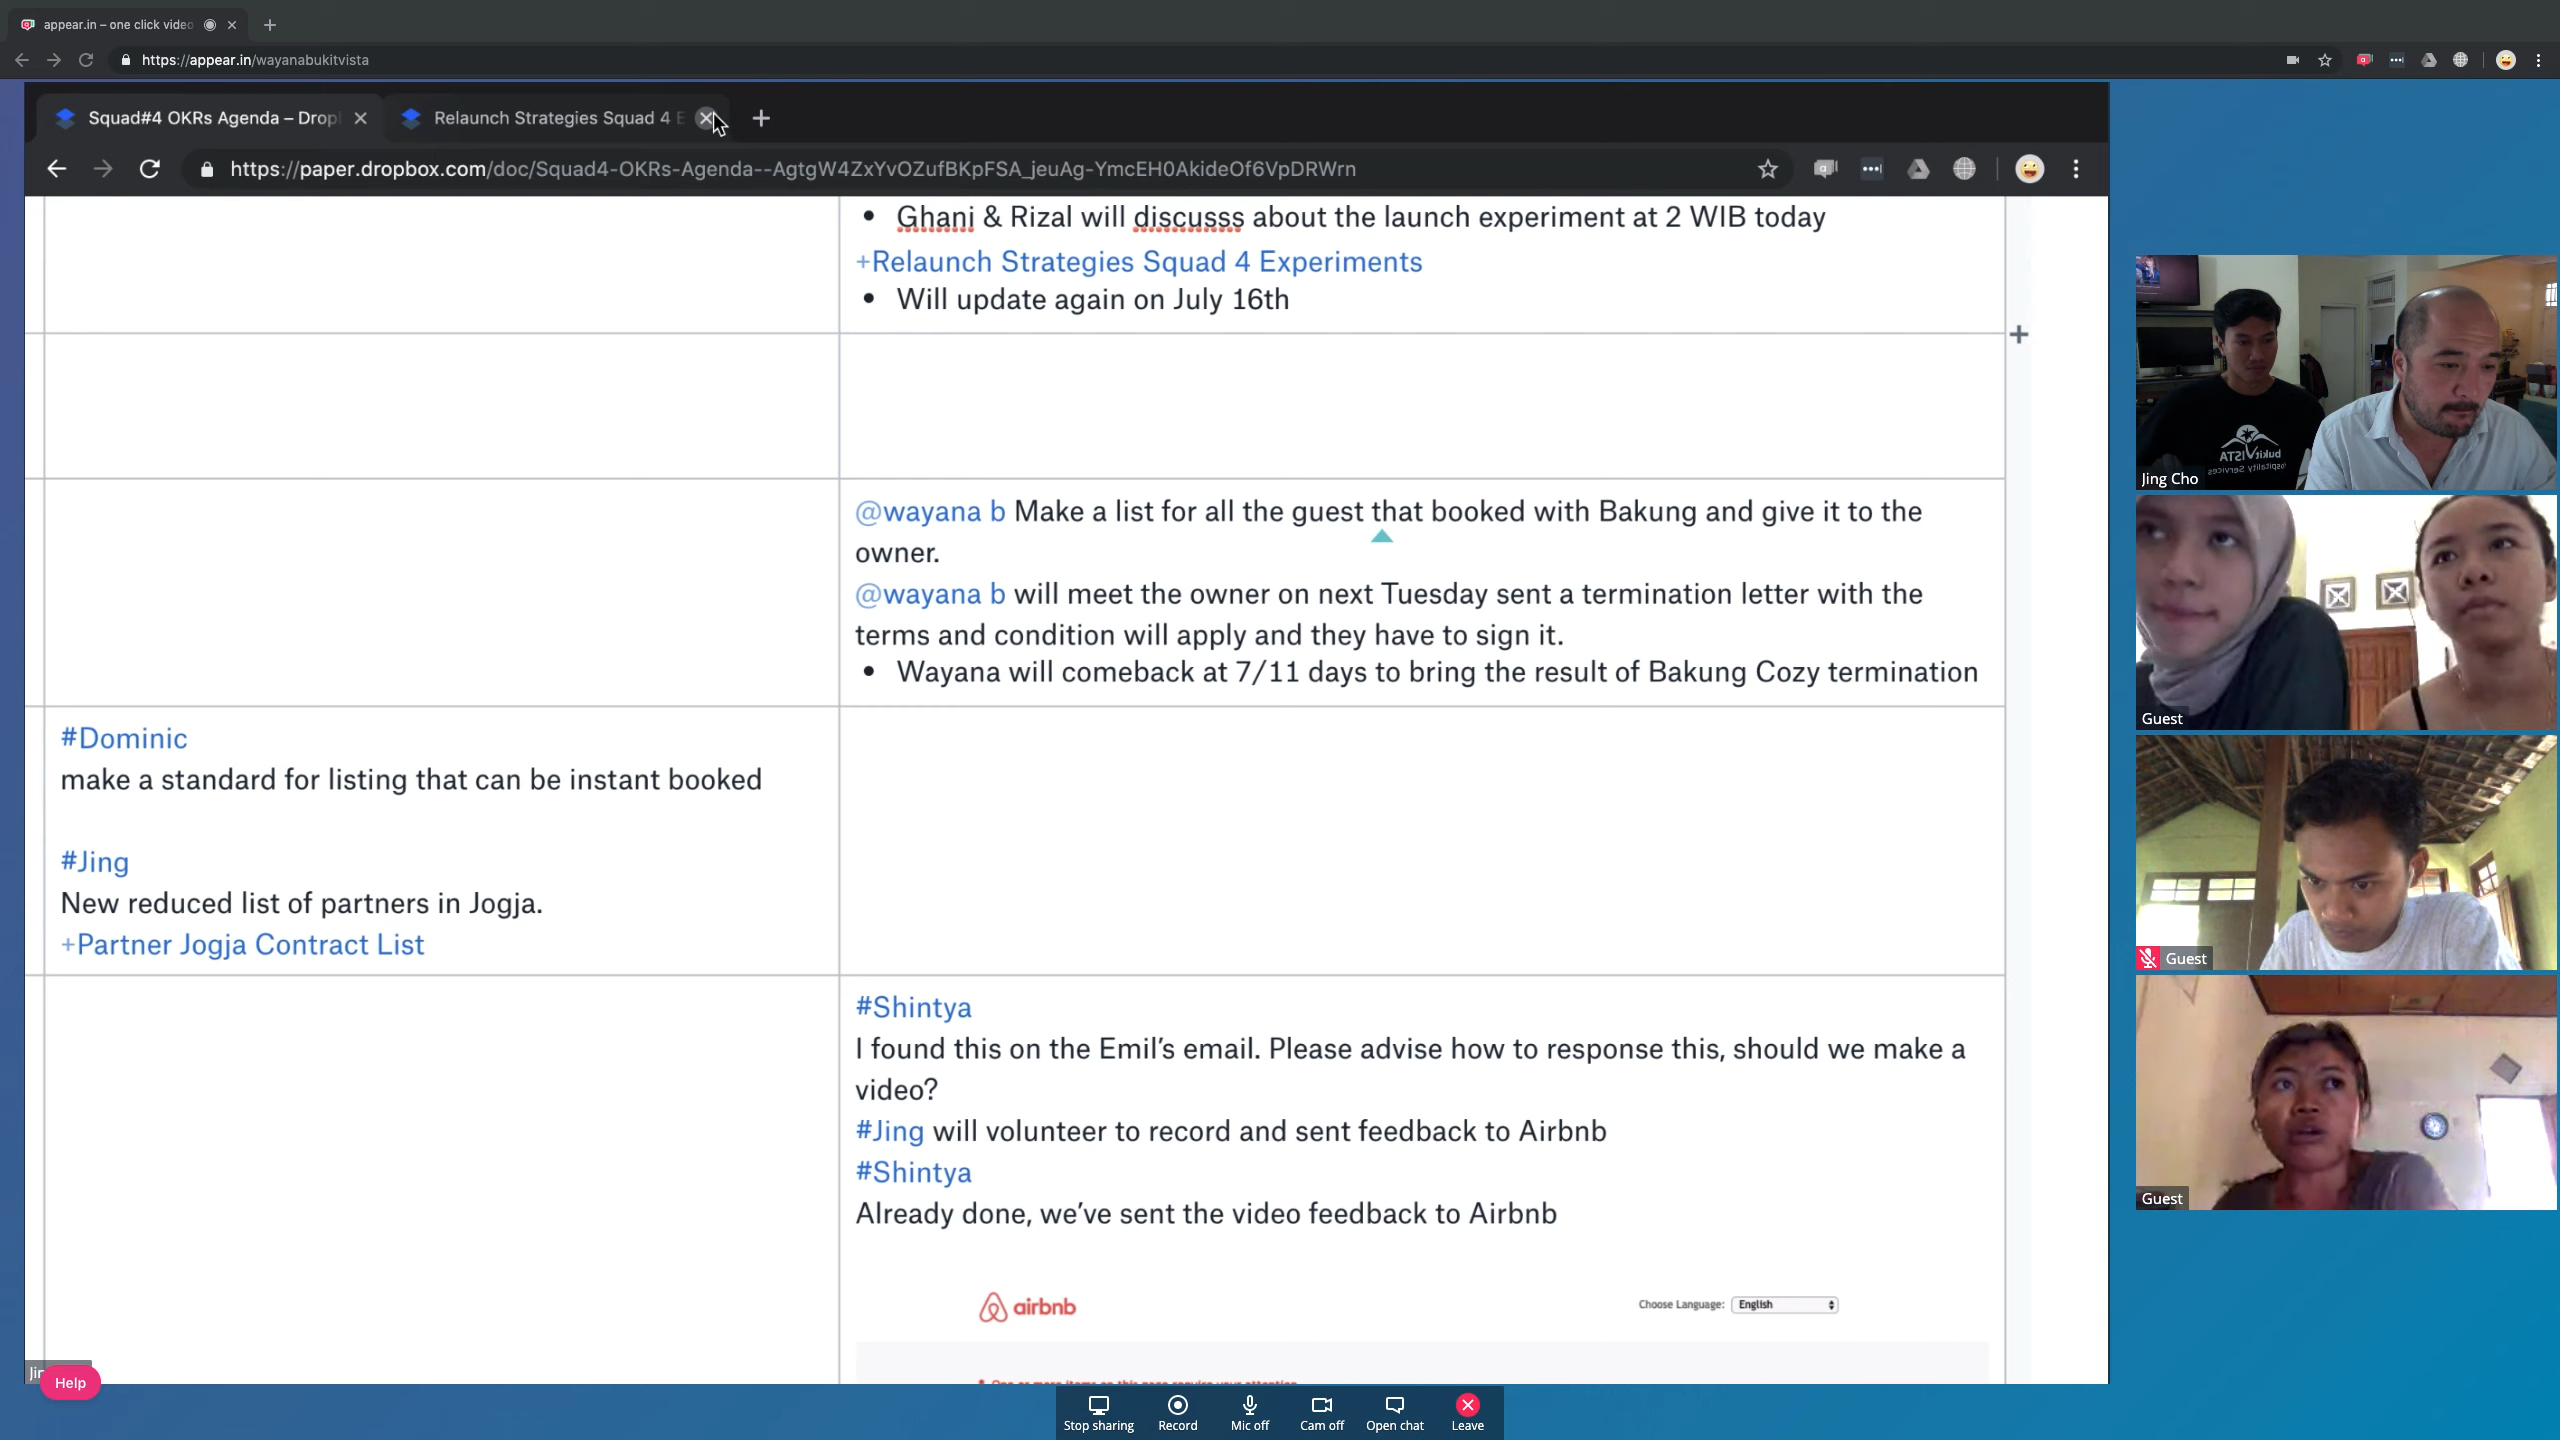 appear.in – one click video
https://appear.in/wayanabukitvista
Squad#4 OKRs Agenda – Drop
Relaunch Strategies Squad 4 E
https://paper.dropbox.com/doc/Squad4-OKRs-Agenda--AgtgW4ZxYvOZufBKpFSA_jeuAg-YmcEH0AkideOf6VpDRWrn
• Ghani & Rizal will discusss about the launch experiment at 2 WIB today
+Relaunch Strategies Squad 4 Experiments
• Will update again on July 16th
@wayana b Make a list for all the guest that booked with Bakung and give it to the
owner.
@wayana b will meet the owner on next Tuesday sent a termination letter with the
terms and condition will apply and they have to sign it.
• Wayana will comeback at 7/11 days to bring the result of Bakung Cozy termination
#Dominic
make a standard for listing that can be instant booked
#Jing
New reduced list of partners in Jogja.
+Partner Jogja Contract List
#Shintya
I found this on the Emil's email. Please advise how to response this, should we make a
video?
#Jing will volunteer to record and sent feedback to Airbnb
#Shintya
Already done, we've sent the video feedback to Airbnb
airbnb
Choose Language: English
Jin
Help
Stop sharing
Record
Mic off
Cam off
Open chat
Leave
bukit VISTA
Hospitality Services
Jing Cho
Guest
Guest
Guest